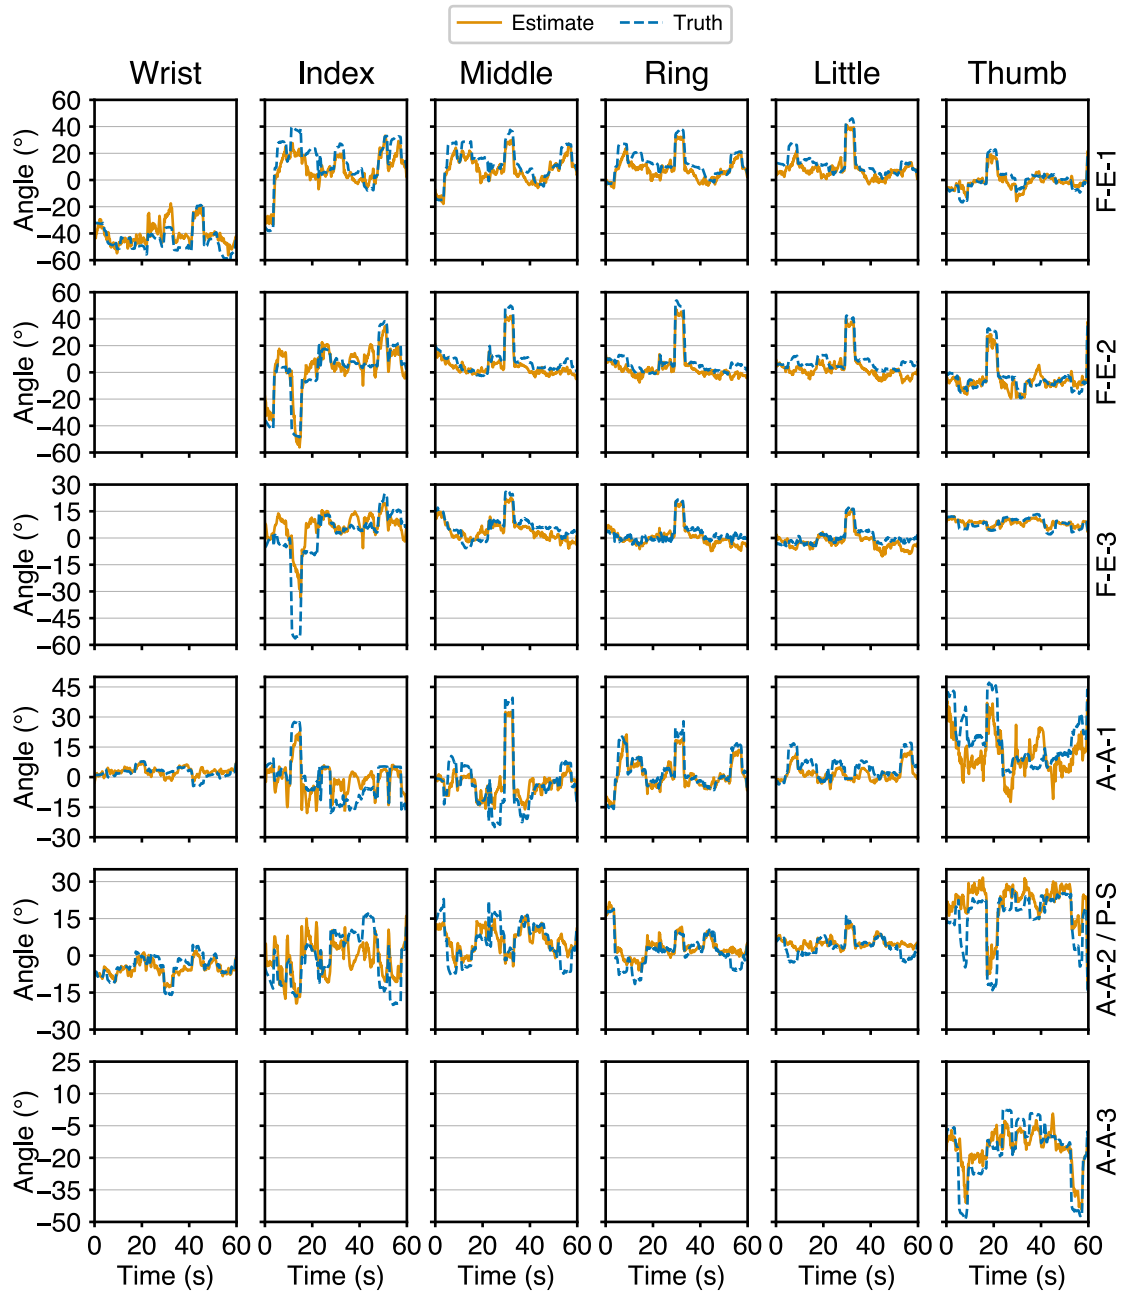 Estimate Truth
Wrist Index Middle Ring Little Thumb
60
40
20
0
−20
−40
−60
Angle (°)
F-E-1
60
40
20
0
−20
−40
−60
Angle (°)
F-E-2
30
15
0
−15
−30
−45
−60
Angle (°)
F-E-3
45
30
15
0
−15
−30
Angle (°)
A-A-1
30
15
0
−15
−30
Angle (°)
A-A-2 / P-S
25
10
−5
−20
−35
−50
Angle (°)
A-A-3
0 20 40 60 0 20 40 60 0 20 40 60 0 20 40 60 0 20 40 60 0 20 40 60
Time (s) Time (s) Time (s) Time (s) Time (s) Time (s)